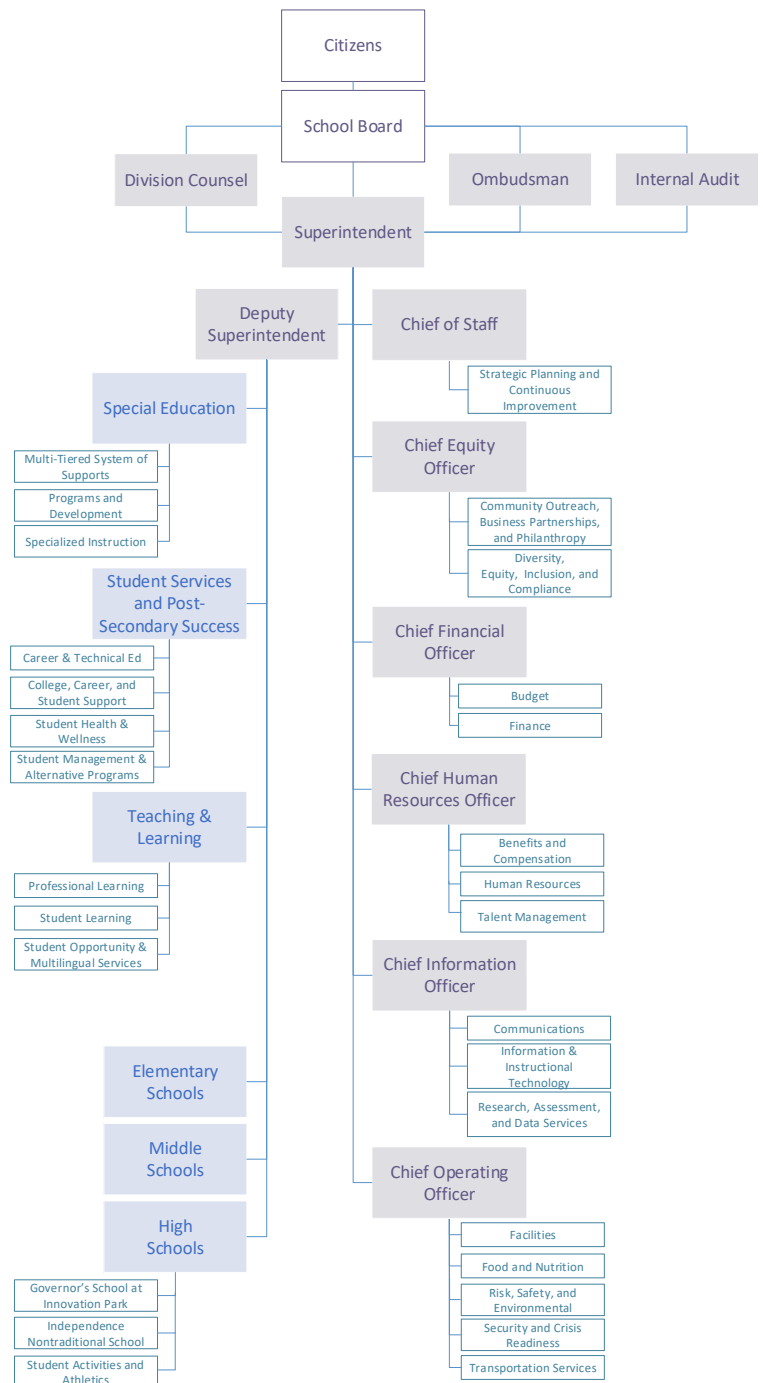 Citizens
School Board
Division Counsel
Ombudsman
Internal Audit
Superintendent
Deputy
Superintendent
Special Education
Multi-Tiered System of
Supports
Programs and
Development
Specialized Instruction
Student Services
and Post-
Secondary Success
Career & Technical Ed
College, Career, and
Student Support
Student Health &
Wellness
Student Management &
Alternative Programs
Teaching &
Learning
Professional Learning
Student Learning
Student Opportunity &
Multilingual Services
Elementary
Schools
Middle
Schools
High
Schools
Governor's School at
Innovation Park
Independence
Nontraditional School
Student Activities and
Athletics
Chief of Staff
Strategic Planning and
Continuous
Improvement
Chief Equity
Officer
Community Outreach,
Business Partnerships,
and Philanthropy
Diversity,
Equity, Inclusion, and
Compliance
Chief Financial
Officer
Budget
Finance
Chief Human
Resources Officer
Benefits and
Compensation
Human Resources
Talent Management
Chief Information
Officer
Communications
Information &
Instructional
Technology
Research, Assessment,
and Data Services
Chief Operating
Officer
Facilities
Food and Nutrition
Risk, Safety, and
Environmental
Security and Crisis
Readiness
Transportation Services